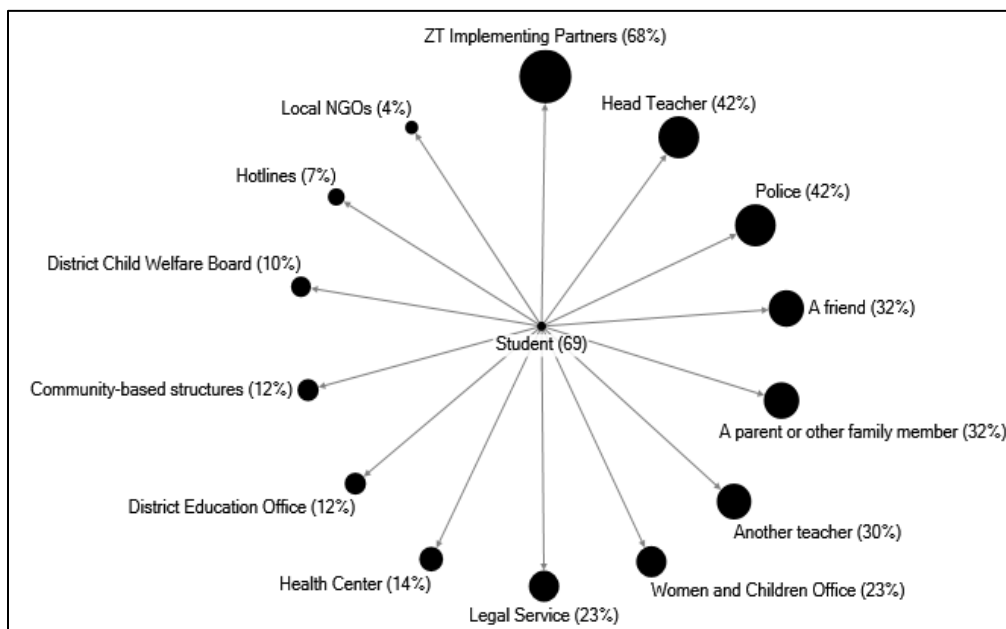 ZT Implementing Partners (68%)
Local NGOs (4%)
Head Teacher (42%)
Hotlines (7%)
Police (42%)
District Child Welfare Board (10%)
A friend (32%)
Student (69)
Community-based structures (12%)
A parent or other family member (32%)
District Education Office (12%)
Another teacher (30%)
Health Center (14%)
Women and Children Office (23%)
Legal Service (23%)